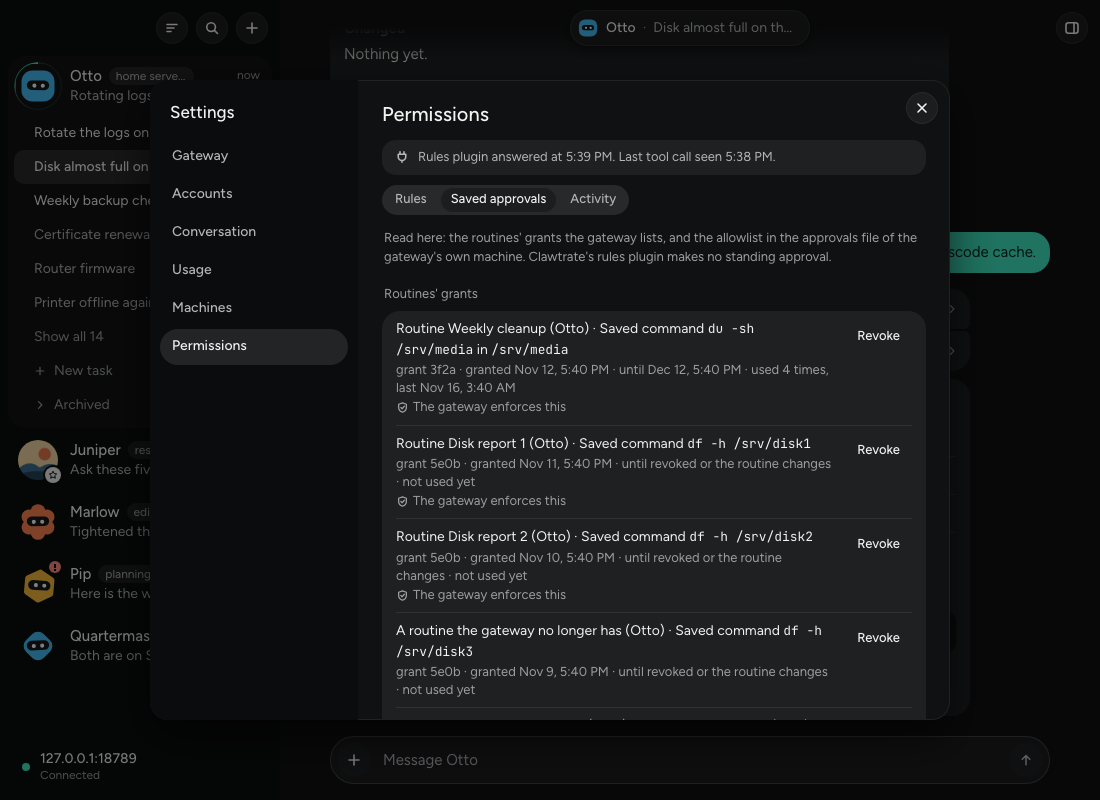 Otto · Disk almost full on th…
Nothing yet.
Otto home serve… now
Rotating logs
Rotate the logs on
Disk almost full on
Weekly backup che
Certificate renewa
Router firmware
Printer offline again
Show all 14
New task
Archived
Juniper res
Ask these five
Marlow edi
Tightened th
Pip planning
Here is the w
Quartermas
Both are on S
127.0.0.1:18789
Connected
Settings
Gateway
Accounts
Conversation
Usage
Machines
Permissions
Permissions
Rules plugin answered at 5:39 PM. Last tool call seen 5:38 PM.
Rules Saved approvals Activity
Read here: the routines' grants the gateway lists, and the allowlist in the approvals file of the
gateway's own machine. Clawtrate's rules plugin makes no standing approval.
Routines' grants
Routine Weekly cleanup (Otto) · Saved command du -sh
/srv/media in /srv/media
Revoke
grant 3f2a · granted Nov 12, 5:40 PM · until Dec 12, 5:40 PM · used 4 times,
last Nov 16, 3:40 AM
The gateway enforces this
Routine Disk report 1 (Otto) · Saved command df -h /srv/disk1
Revoke
grant 5e0b · granted Nov 11, 5:40 PM · until revoked or the routine changes
· not used yet
The gateway enforces this
Routine Disk report 2 (Otto) · Saved command df -h /srv/disk2
Revoke
grant 5e0b · granted Nov 10, 5:40 PM · until revoked or the routine
changes · not used yet
The gateway enforces this
A routine the gateway no longer has (Otto) · Saved command df -h
/srv/disk3
Revoke
grant 5e0b · granted Nov 9, 5:40 PM · until revoked or the routine changes
· not used yet
scode cache.
Message Otto